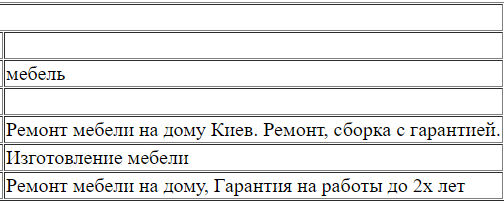 мебель
Ремонт мебели на дому Киев. Ремонт, сборка с гарантией.
Изготовление мебели
Ремонт мебели на дому, Гарантия на работы до 2х лет